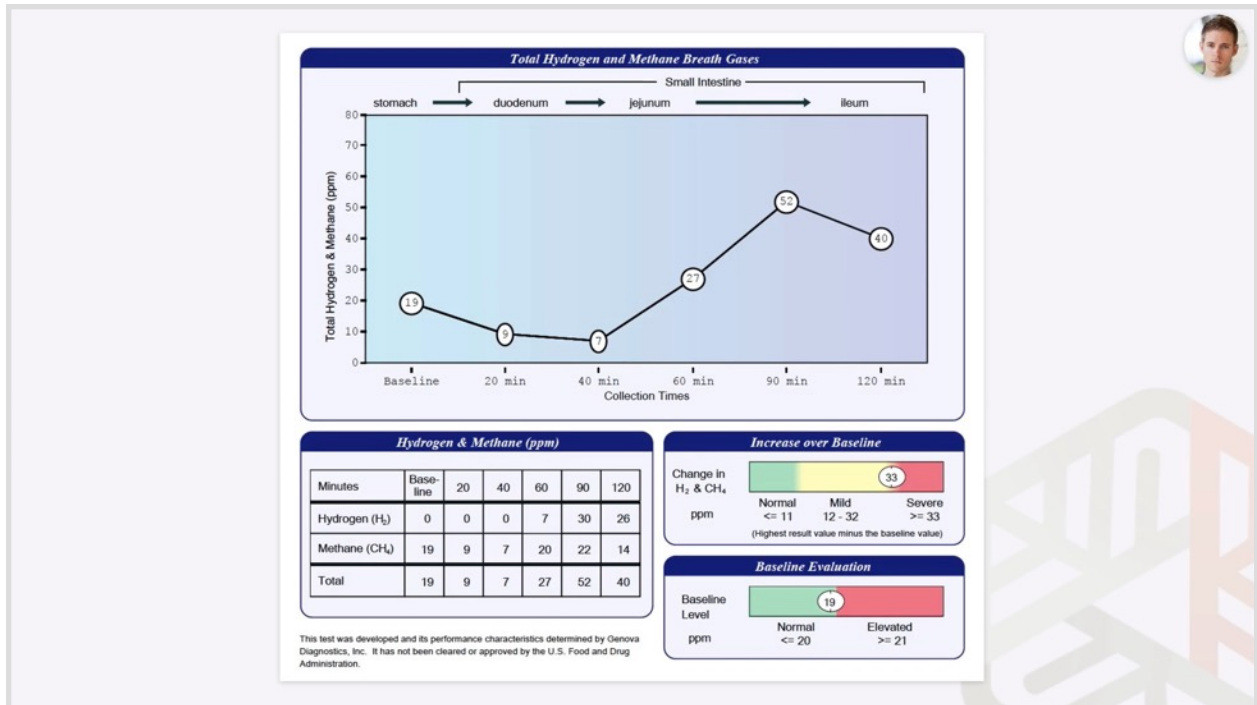 Total Hydrogen and Methane Breath Gases
Small Intestine
stomach duodenum jejunum ileum
Total Hydrogen & Methane (ppm)
80
70
60
50
40
30
20
10
0
19
9
7
27
52
40
Baseline 20 min 40 min 60 min 90 min 120 min
Collection Times
Hydrogen & Methane (ppm)
Minutes Base-line 20 40 60 90 120
Hydrogen (H₂) 0 0 0 7 30 26
Methane (CH₄) 19 9 7 20 22 14
Total 19 9 7 27 52 40
This test was developed and its performance characteristics determined by Genova
Diagnostics, Inc. It has not been cleared or approved by the U.S. Food and Drug
Administration.
Increase over Baseline
Change in
H₂ & CH₄
ppm
33
Normal Mild Severe
<= 11 12 - 32 >= 33
(Highest result value minus the baseline value)
Baseline Evaluation
Baseline
Level
ppm
19
Normal Elevated
<= 20 >= 21